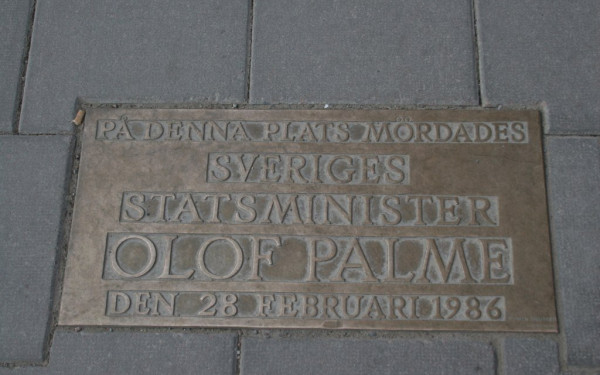 PÅ DENNA PLATS MÖRDADES
SVERIGES
STATSMINISTER
OLOF PALME
DEN 28 FEBRUARI 1986